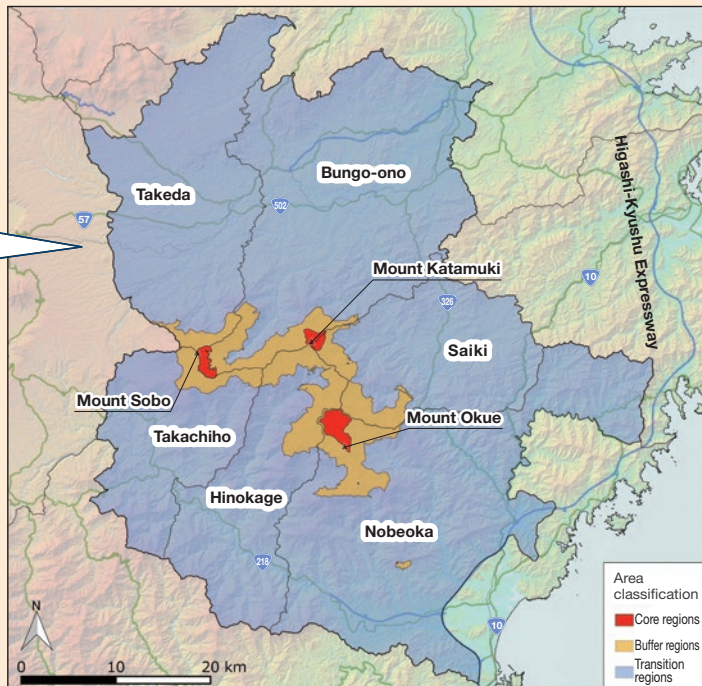 Takeda
Bungo-ono
502
57
Higashi-Kyushu Expressway
Mount Katamuki
10
326
Saiki
Mount Sobo
Mount Okue
Takachiho
Hinokage
Nobeoka
218
10
N
0 10 20 km
Area
classification
Core regions
Buffer regions
Transition
regions